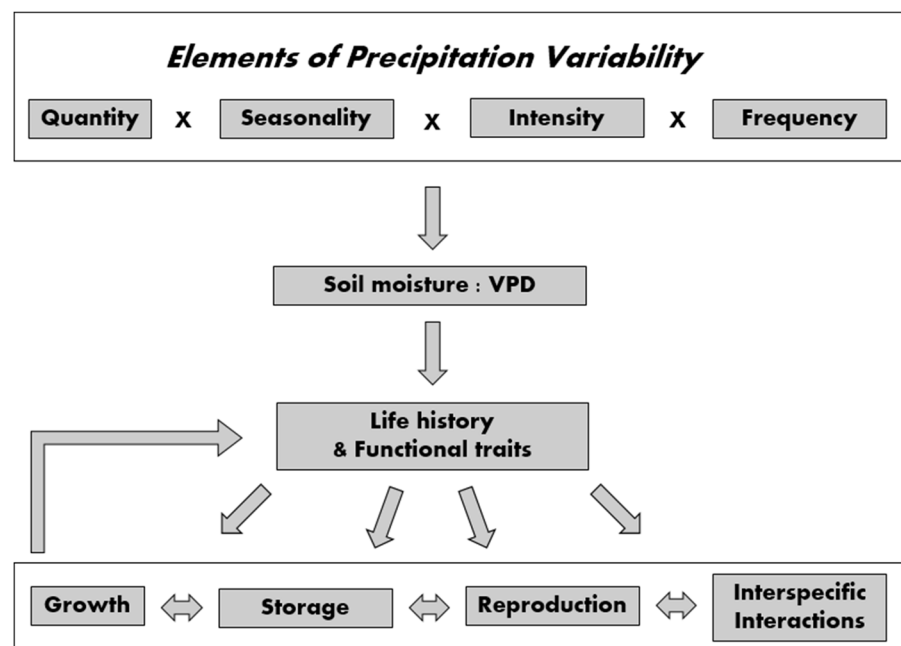 Elements of Precipitation Variability
Quantity x Seasonality x Intensity x Frequency
Soil moisture : VPD
Life history
& Functional traits
Growth
Storage
Reproduction
Interspecific
Interactions